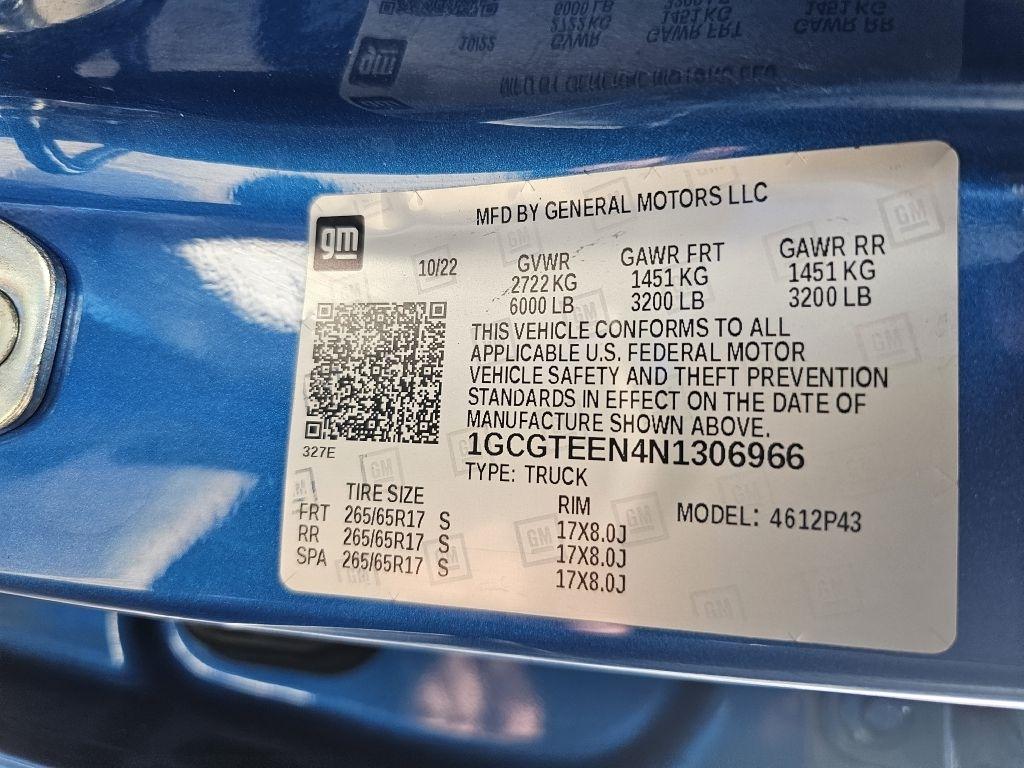 MFD BY GENERAL MOTORS LLC
gm
10/22
GVWR GAWR FRT GAWR RR
2722 KG 1451 KG 1451 KG
6000 LB 3200 LB 3200 LB
THIS VEHICLE CONFORMS TO ALL
APPLICABLE U.S. FEDERAL MOTOR
VEHICLE SAFETY AND THEFT PREVENTION
STANDARDS IN EFFECT ON THE DATE OF
MANUFACTURE SHOWN ABOVE.
327E
1GCGTEEN4N1306966
TYPE: TRUCK
TIRE SIZE RIM
FRT 265/65R17 S 17X8.0J
RR 265/65R17 S 17X8.0J
SPA 265/65R17 S 17X8.0J
MODEL: 4612P43